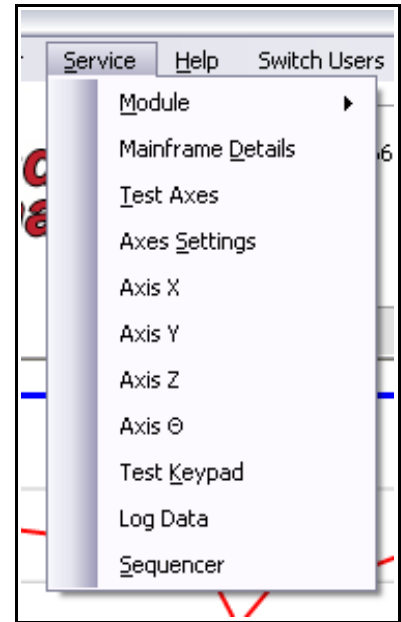 Service Help Switch Users
Module
Mainframe Details
Test Axes
Axes Settings
Axis X
Axis Y
Axis Z
Axis Θ
Test Keypad
Log Data
Sequencer